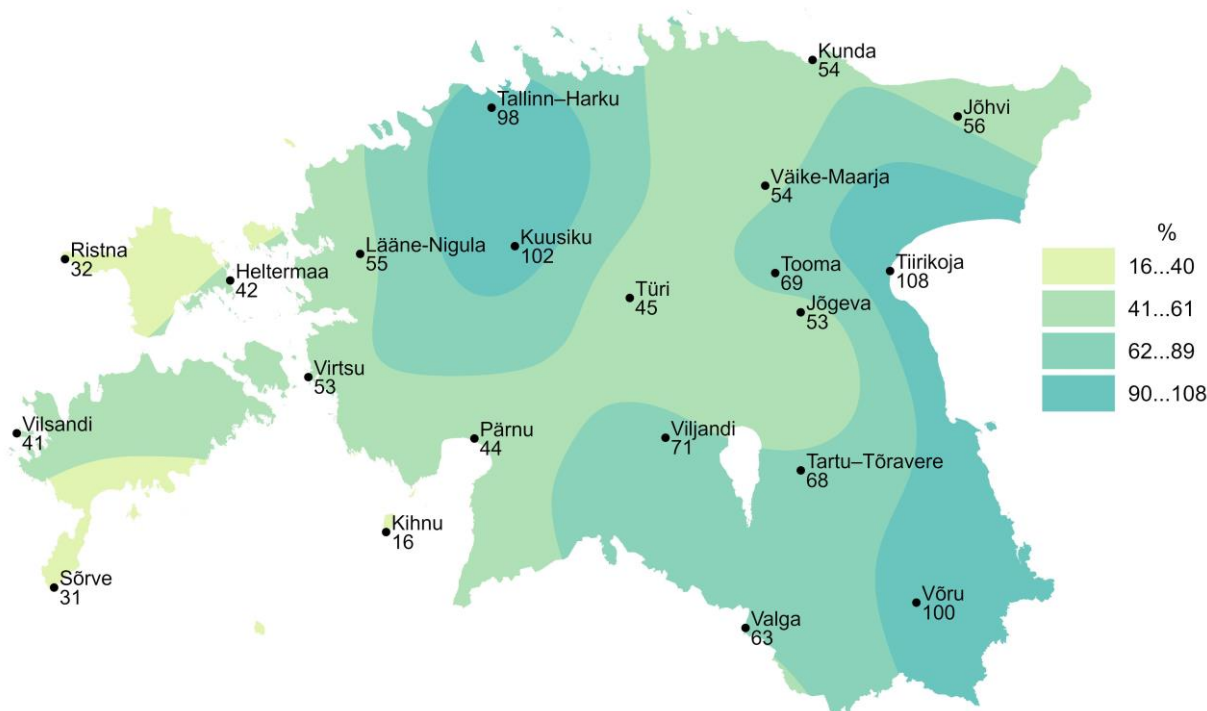 Kunda
54
Tallinn–Harku
98
Jõhvi
56
Väike-Maarja
54
Ristna
32
Heltermaa
42
Lääne-Nigula
55
Kuusiku
102
Türi
45
Tooma
69
Tiirikoja
108
Jõgeva
53
Virtsu
53
Vilsandi
41
Pärnu
44
Viljandi
71
Tartu–Tõravere
68
Kihnu
16
Sõrve
31
Valga
63
Võru
100
%
16...40
41...61
62...89
90...108